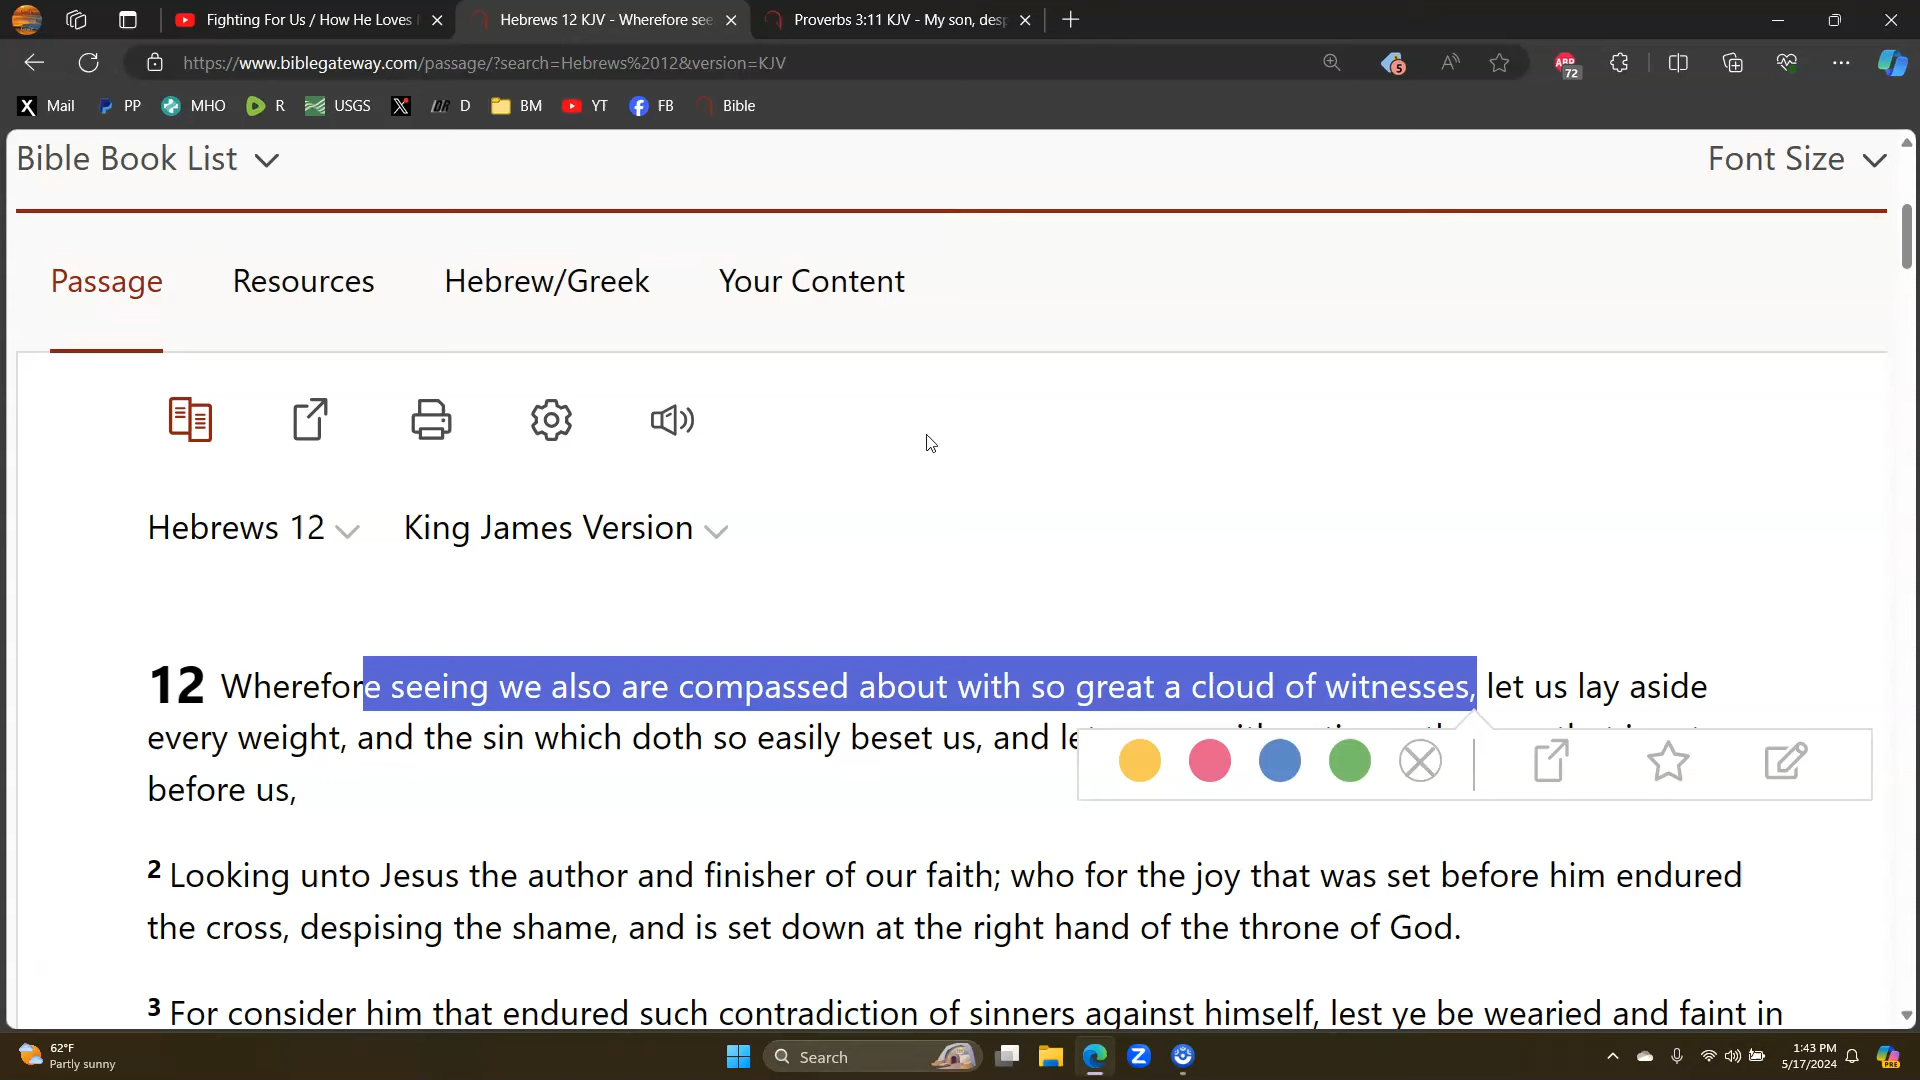 Fighting For Us / How He Loves
Hebrews 12 KJV - Wherefore see
Proverbs 3:11 KJV - My son, des
https://www.biblegateway.com/passage/?search=Hebrews%2012&version=KJV
5
ABP
72
Mail
PP
MHO
R
USGS
D
BM
YT
FB
Bible
Bible Book List
Font Size
Passage
Resources
Hebrew/Greek
Your Content
Hebrews 12
King James Version
12 Wherefore seeing we also are compassed about with so great a cloud of witnesses, let us lay aside
every weight, and the sin which doth so easily beset us, and
before us,
2 Looking unto Jesus the author and finisher of our faith; who for the joy that was set before him endured
the cross, despising the shame, and is set down at the right hand of the throne of God.
3 For consider him that endured such contradiction of sinners against himself, lest ye be wearied and faint in
62°F
Partly sunny
Search
1:43 PM
5/17/2024
PRE